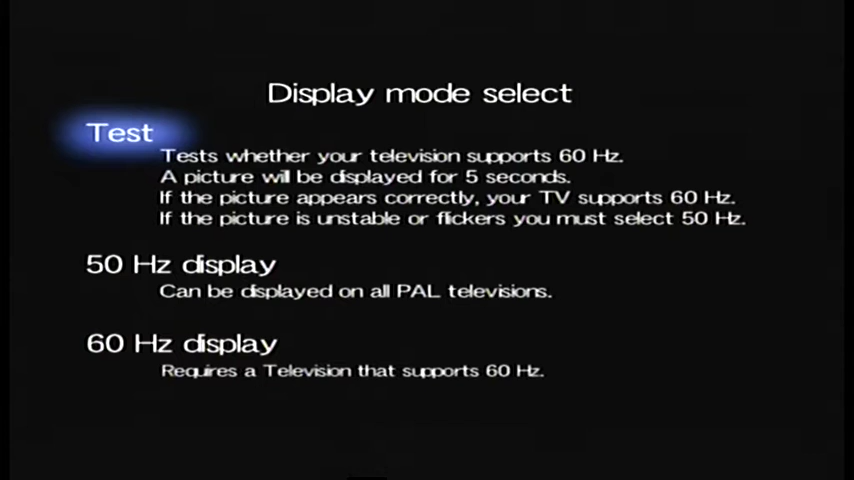 Display mode select
Test
Tests whether your television supports 60 Hz.
A picture will be displayed for 5 seconds.
If the picture appears correctly, your TV supports 60 Hz.
If the picture is unstable or flickers you must select 50 Hz.
50 Hz display
Can be displayed on all PAL televisions.
60 Hz display
Requires a Television that supports 60 Hz.